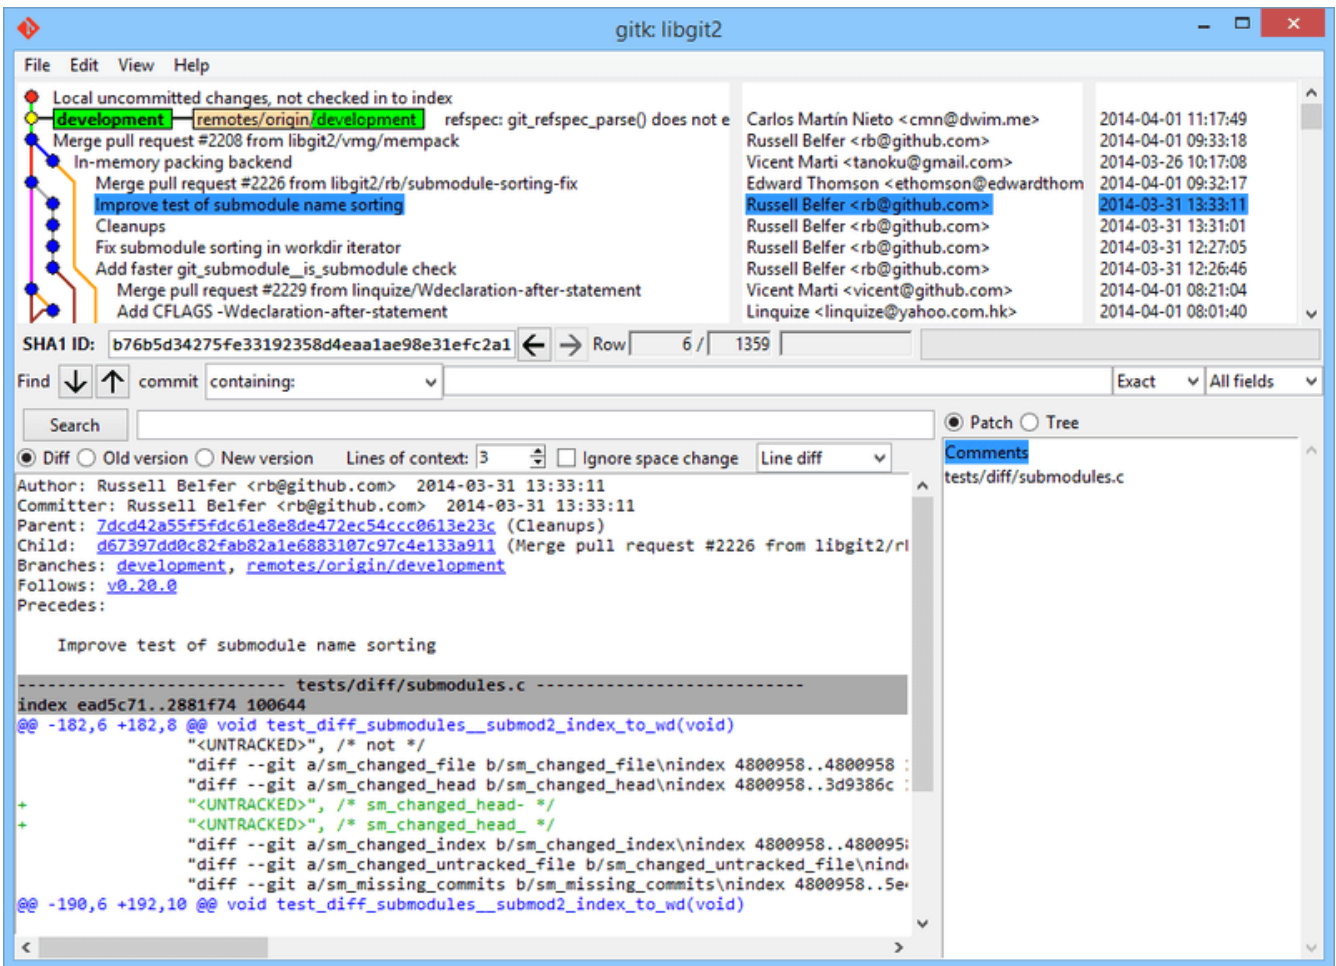 gitk: libgit2
File Edit View Help
Local uncommitted changes, not checked in to index
development remotes/origin/development refspec: git_refspec_parse() does not e Carlos Martín Nieto <cmn@dwim.me> 2014-04-01 11:17:49
Merge pull request #2208 from libgit2/vmg/mempack Russell Belfer <rb@github.com> 2014-04-01 09:33:18
In-memory packing backend Vicent Marti <tanoku@gmail.com> 2014-03-26 10:17:08
Merge pull request #2226 from libgit2/rb/submodule-sorting-fix Edward Thomson <ethomson@edwardthom 2014-04-01 09:32:17
Improve test of submodule name sorting Russell Belfer <rb@github.com> 2014-03-31 13:33:11
Cleanups Russell Belfer <rb@github.com> 2014-03-31 13:31:01
Fix submodule sorting in workdir iterator Russell Belfer <rb@github.com> 2014-03-31 12:27:05
Add faster git_submodule__is_submodule check Russell Belfer <rb@github.com> 2014-03-31 12:26:46
Merge pull request #2229 from linquize/Wdeclaration-after-statement Vicent Marti <vicent@github.com> 2014-04-01 08:21:04
Add CFLAGS -Wdeclaration-after-statement Linquize <linquize@yahoo.com.hk> 2014-04-01 08:01:40
SHA1 ID: b76b5d34275fe33192358d4eaa1ae98e31efc2a1 Row 6 / 1359
Find commit containing: Exact All fields
Search Patch Tree
Diff Old version New version Lines of context: 3 Ignore space change Line diff
Comments
tests/diff/submodules.c
Author: Russell Belfer <rb@github.com> 2014-03-31 13:33:11
Committer: Russell Belfer <rb@github.com> 2014-03-31 13:33:11
Parent: 7dcd42a55f5fdc61e8e8de472ec54ccc0613e23c (Cleanups)
Child: d67397dd0c82fab82a1e6883107c97c4e133a911 (Merge pull request #2226 from libgit2/rl
Branches: development, remotes/origin/development
Follows: v0.20.0
Precedes:
Improve test of submodule name sorting
--------------------------- tests/diff/submodules.c ---------------------------
index ead5c71..2881f74 100644
@@ -182,6 +182,8 @@ void test_diff_submodules__submod2_index_to_wd(void)
"<UNTRACKED>", /* not */
"diff --git a/sm_changed_file b/sm_changed_file\nindex 4800958..4800958
"diff --git a/sm_changed_head b/sm_changed_head\nindex 4800958..3d9386c
+ "<UNTRACKED>", /* sm_changed_head- */
+ "<UNTRACKED>", /* sm_changed_head_ */
"diff --git a/sm_changed_index b/sm_changed_index\nindex 4800958..480095
"diff --git a/sm_changed_untracked_file b/sm_changed_untracked_file\nind
"diff --git a/sm_missing_commits b/sm_missing_commits\nindex 4800958..5e
@@ -190,6 +192,10 @@ void test_diff_submodules__submod2_index_to_wd(void)